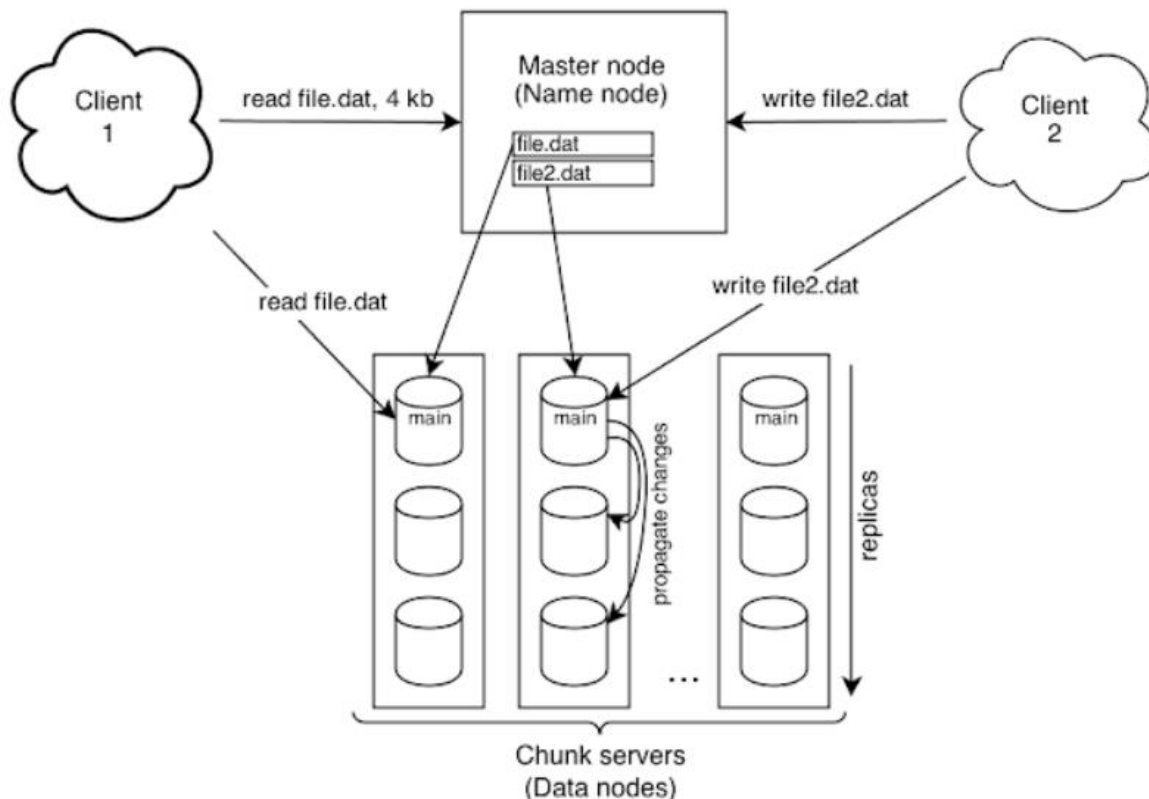 Client
1
read file.dat, 4 kb
Master node
(Name node)
file.dat
file2.dat
write file2.dat
Client
2
read file.dat
write file2.dat
main
main
main
propagate changes
replicas
...
Chunk servers
(Data nodes)